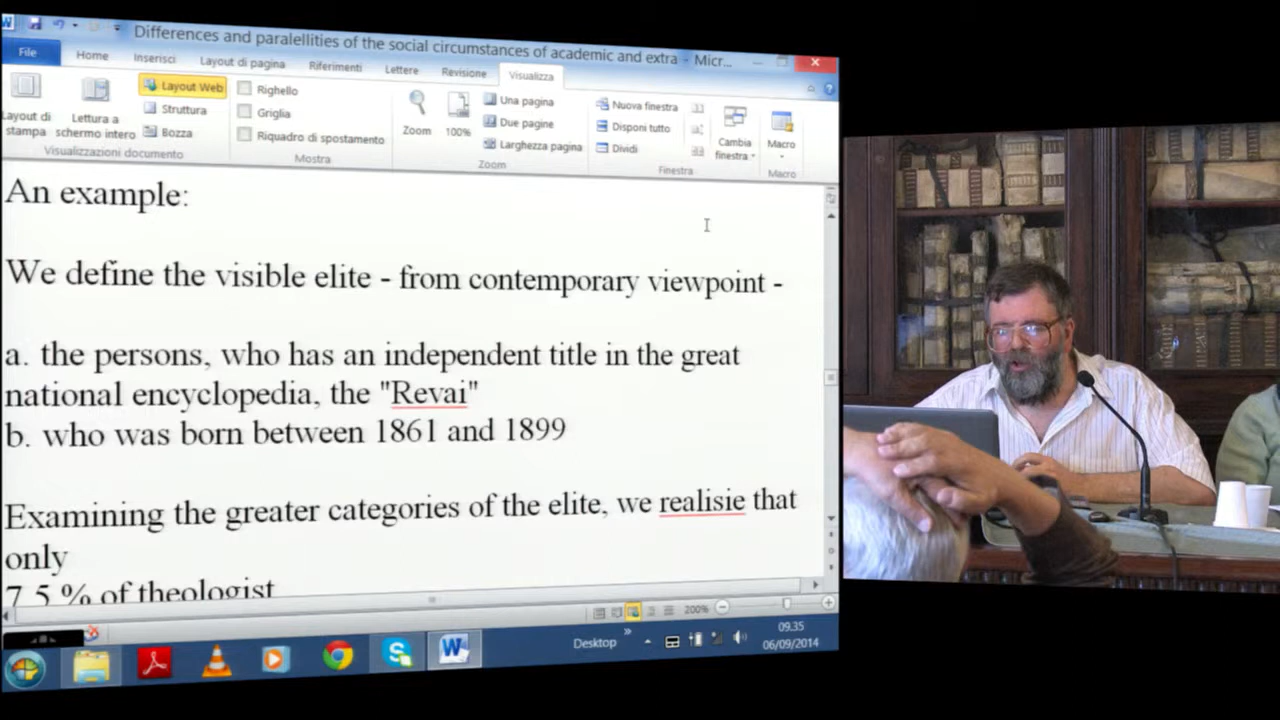 Differences and paralellities of the social circumstances of academic and extra - Micr...
File Home Inserisci Layout di pagina Riferimenti Lettere Revisione Visualizza
Layout di stampa
Lettura a schermo intero
Layout Web
Struttura
Bozza
Visualizzazioni documento
Righello
Griglia
Riquadro di spostamento
Mostra
Zoom
100%
Una pagina
Due pagine
Larghezza pagina
Zoom
Nuova finestra
Disponi tutto
Dividi
Cambia finestra
Finestra
Macro
Macro
An example:
We define the visible elite - from contemporary viewpoint -
a. the persons, who has an independent title in the great
national encyclopedia, the "Revai"
b. who was born between 1861 and 1899
Examining the greater categories of the elite, we realisie that
only
7,5 % of theologist
200%
Desktop
09.35
06/09/2014